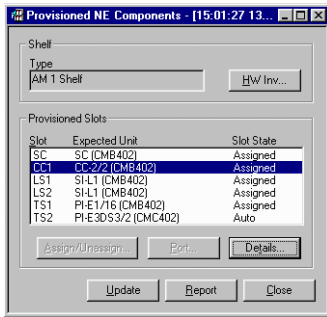 Provisioned NE Components - [15:01:27 13...
Shelf
Type
AM 1 Shelf
HW Inv...
Provisioned Slots
Slot Expected Unit Slot State
SC SC (CMB402) Assigned
CC1 CC-2/2 (CMB402) Assigned
LS1 SI-L1 (CMB402) Assigned
LS2 SI-L1 (CMB402) Assigned
TS1 PI-E1/16 (CMB402) Assigned
TS2 PI-E3DS3/2 (CMC402) Auto
Assign/Unassign... Port... Details...
Update Report Close